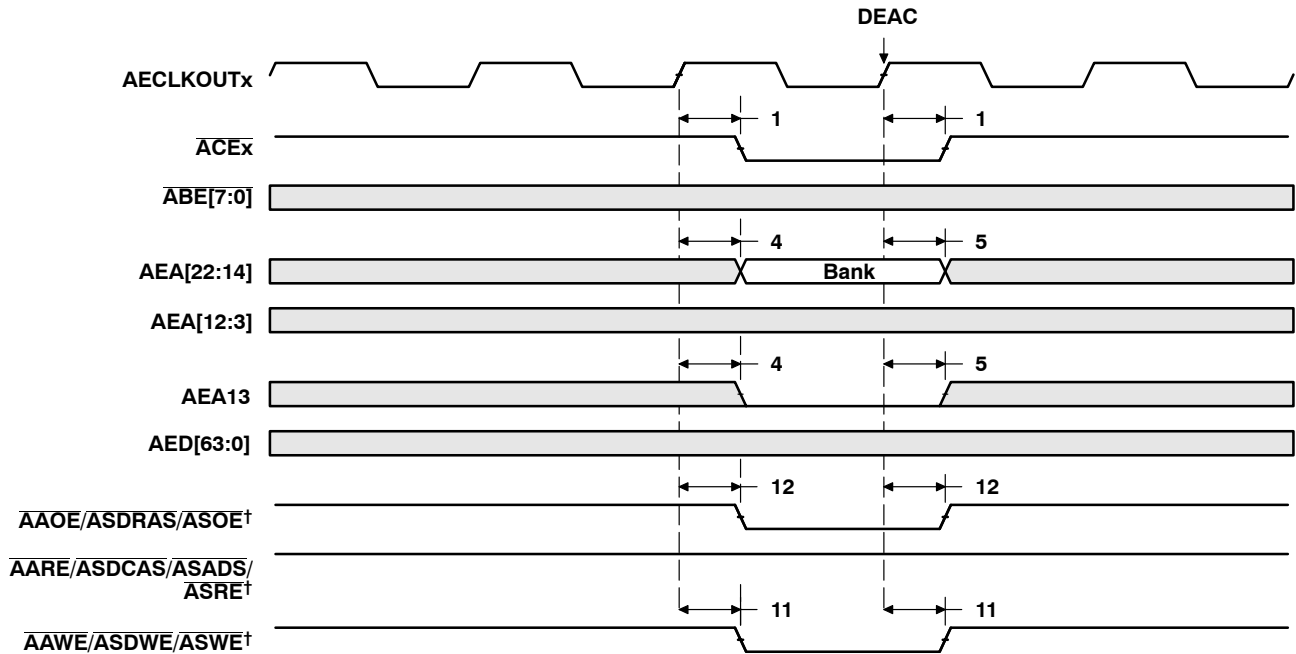 DEAC
AECLKOUTx
1 1
ACEx
ABE[7:0]
4 5
AEA[22:14] Bank
AEA[12:3]
4 5
AEA13
AED[63:0]
12 12
AAOE/ASDRAS/ASOE†
AARE/ASDCAS/ASADS/
ASRE†
11 11
AAWE/ASDWE/ASWE†